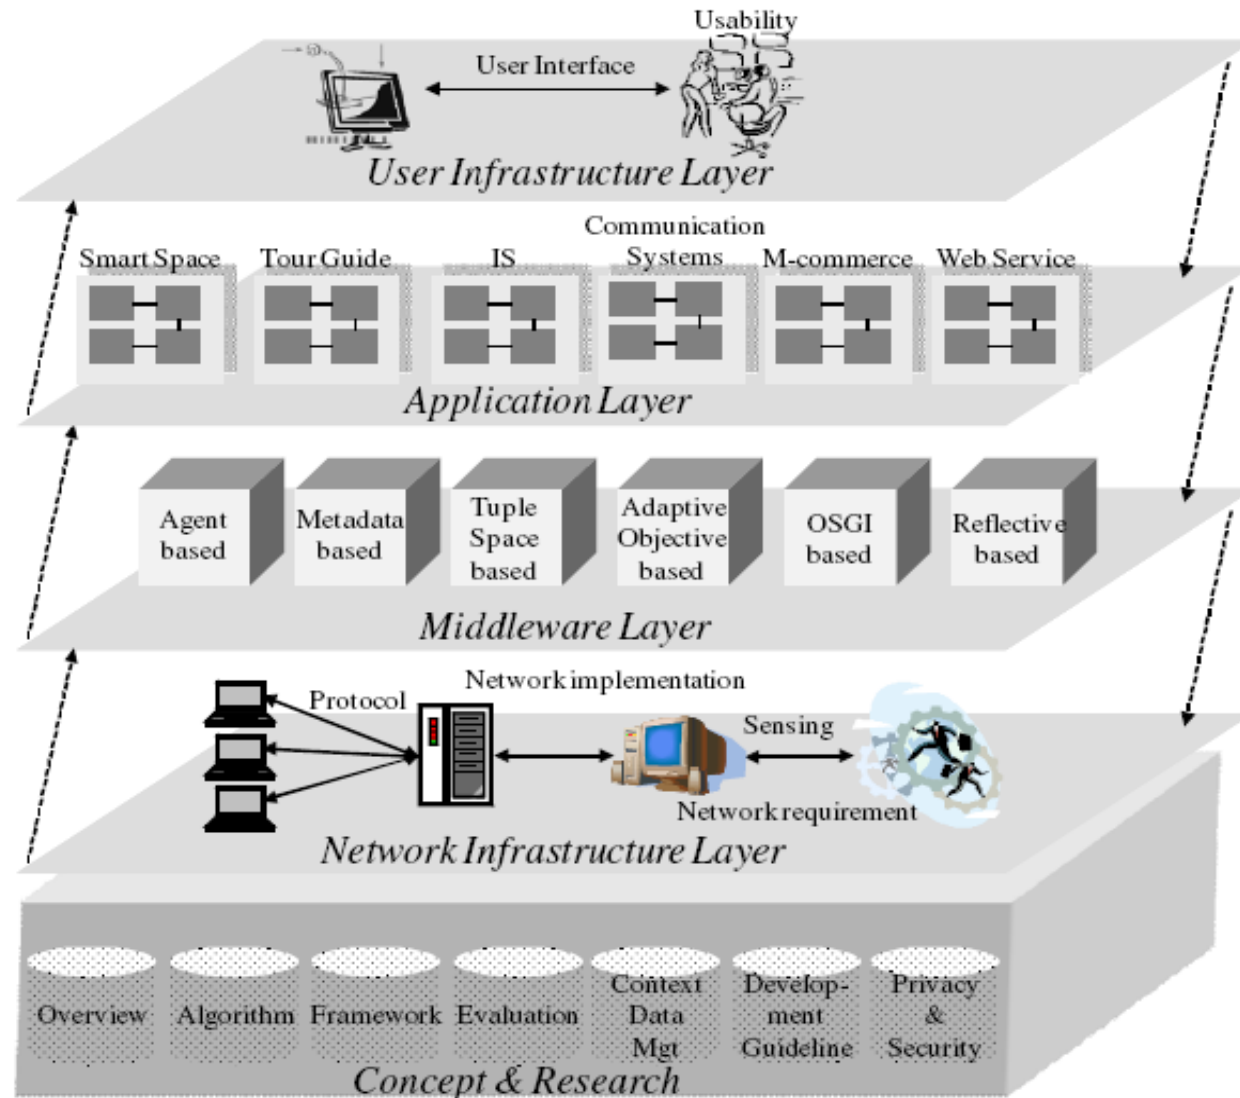 Usability
User Interface
User Infrastructure Layer
Communication
Smart Space Tour Guide IS Systems M-commerce Web Service
Application Layer
Agent
based
Metadata
based
Tuple
Space
based
Adaptive
Objective
based
OSGI
based
Reflective
based
Middleware Layer
Network implementation
Protocol
Sensing
Network requirement
Network Infrastructure Layer
Overview
Algorithm
Framework
Evaluation
Context
Data
Mgt
Develop-
ment
Guideline
Privacy
&
Security
Concept & Research